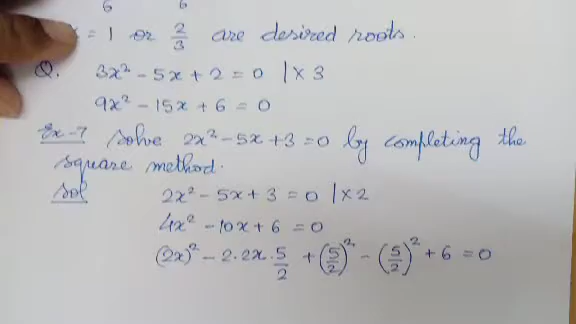 6 6
= 1 or 2/3 are desired roots.
Q. 3x² - 5x + 2 = 0 | × 3
9x² - 15x + 6 = 0
Ex-7 Solve 2x² - 5x + 3 = 0 by completing the
square method.
Sol 2x² - 5x + 3 = 0 | × 2
4x² - 10x + 6 = 0
(2x)² - 2·2x·5/2 + (5/2)² - (5/2)² + 6 = 0